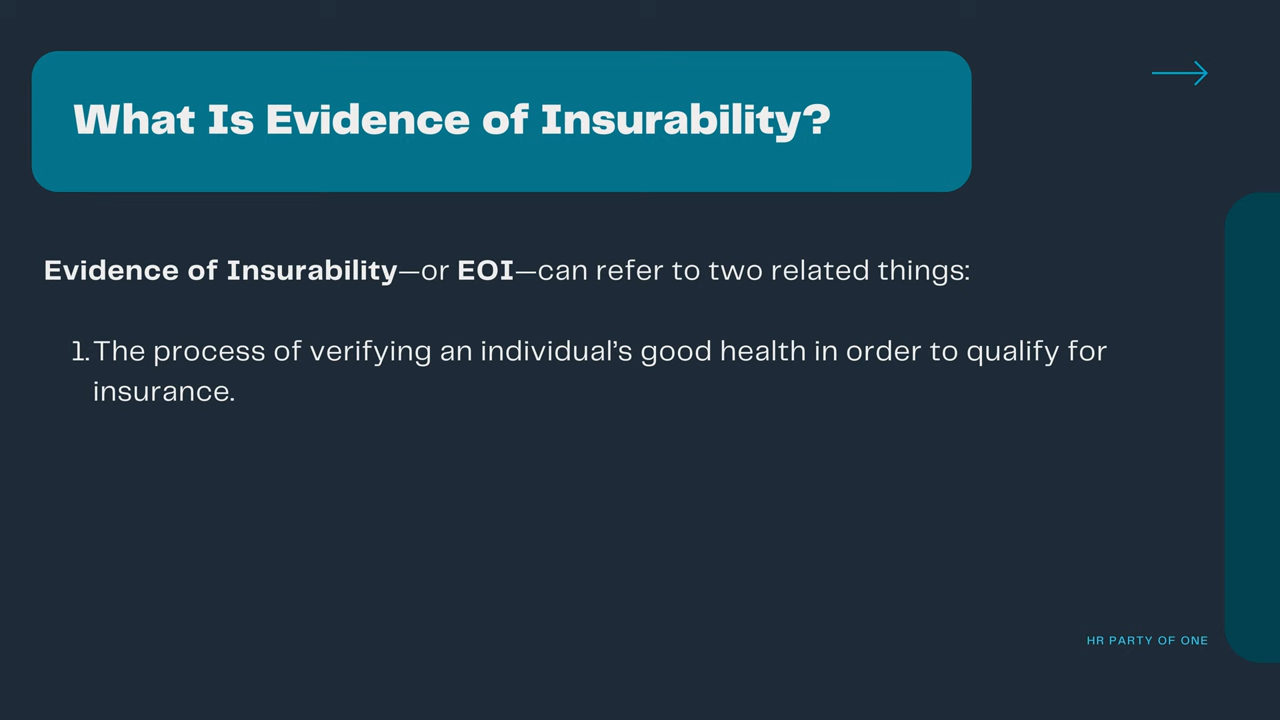 What Is Evidence of Insurability?
Evidence of Insurability—or EOI—can refer to two related things:
1. The process of verifying an individual’s good health in order to qualify for
insurance.
HR PARTY OF ONE